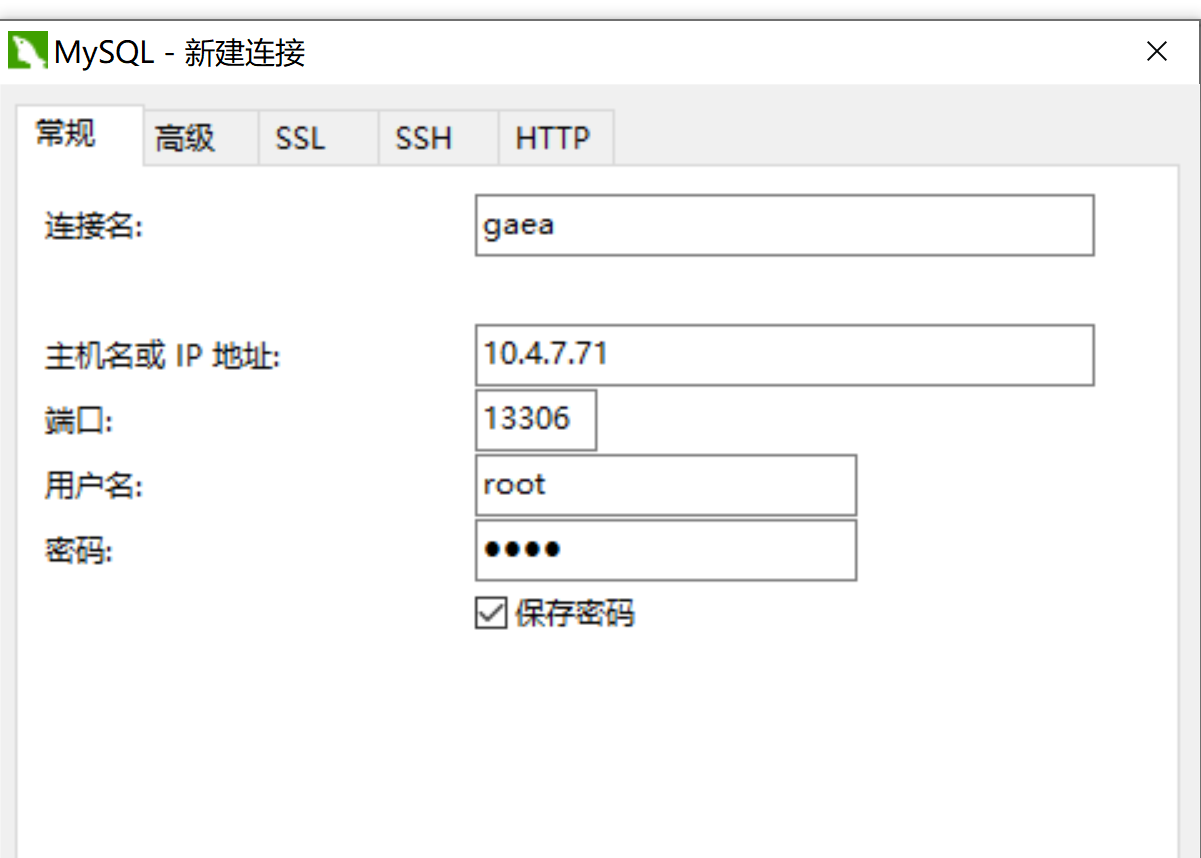 MySQL - 新建连接
常规 高级 SSL SSH HTTP
连接名: gaea
主机名或 IP 地址: 10.4.7.71
端口: 13306
用户名: root
密码: ●●●●
保存密码